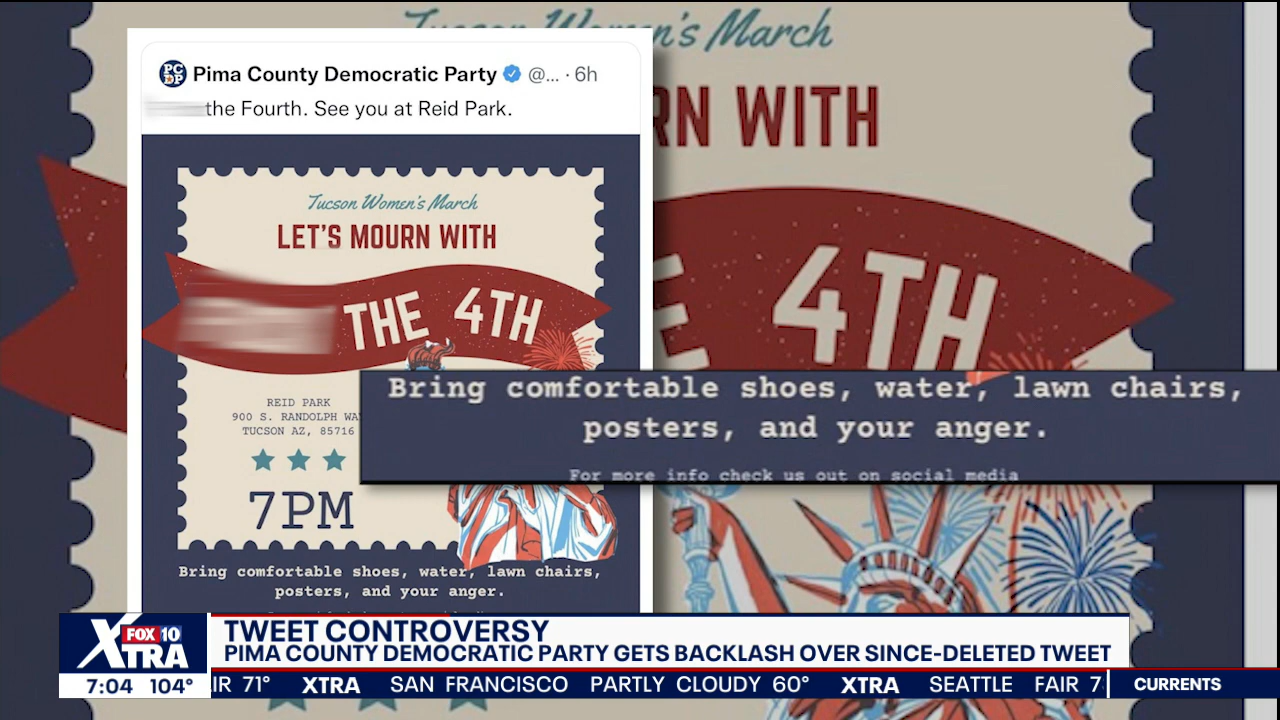 Tucson Women's March
RN WITH
E 4TH
PC
DP
Pima County Democratic Party @... · 6h
the Fourth. See you at Reid Park.
Tucson Women's March
LET'S MOURN WITH
THE 4TH
REID PARK
900 S. RANDOLPH WAY
TUCSON AZ, 85716
7PM
Bring comfortable shoes, water, lawn chairs,
posters, and your anger.
Bring comfortable shoes, water, lawn chairs,
posters, and your anger.
For more info check us out on social media
FOX 10
XTRA
TWEET CONTROVERSY
PIMA COUNTY DEMOCRATIC PARTY GETS BACKLASH OVER SINCE-DELETED TWEET
7:04 104° IR 71° XTRA SAN FRANCISCO PARTLY CLOUDY 60° XTRA SEATTLE FAIR 7 CURRENTS